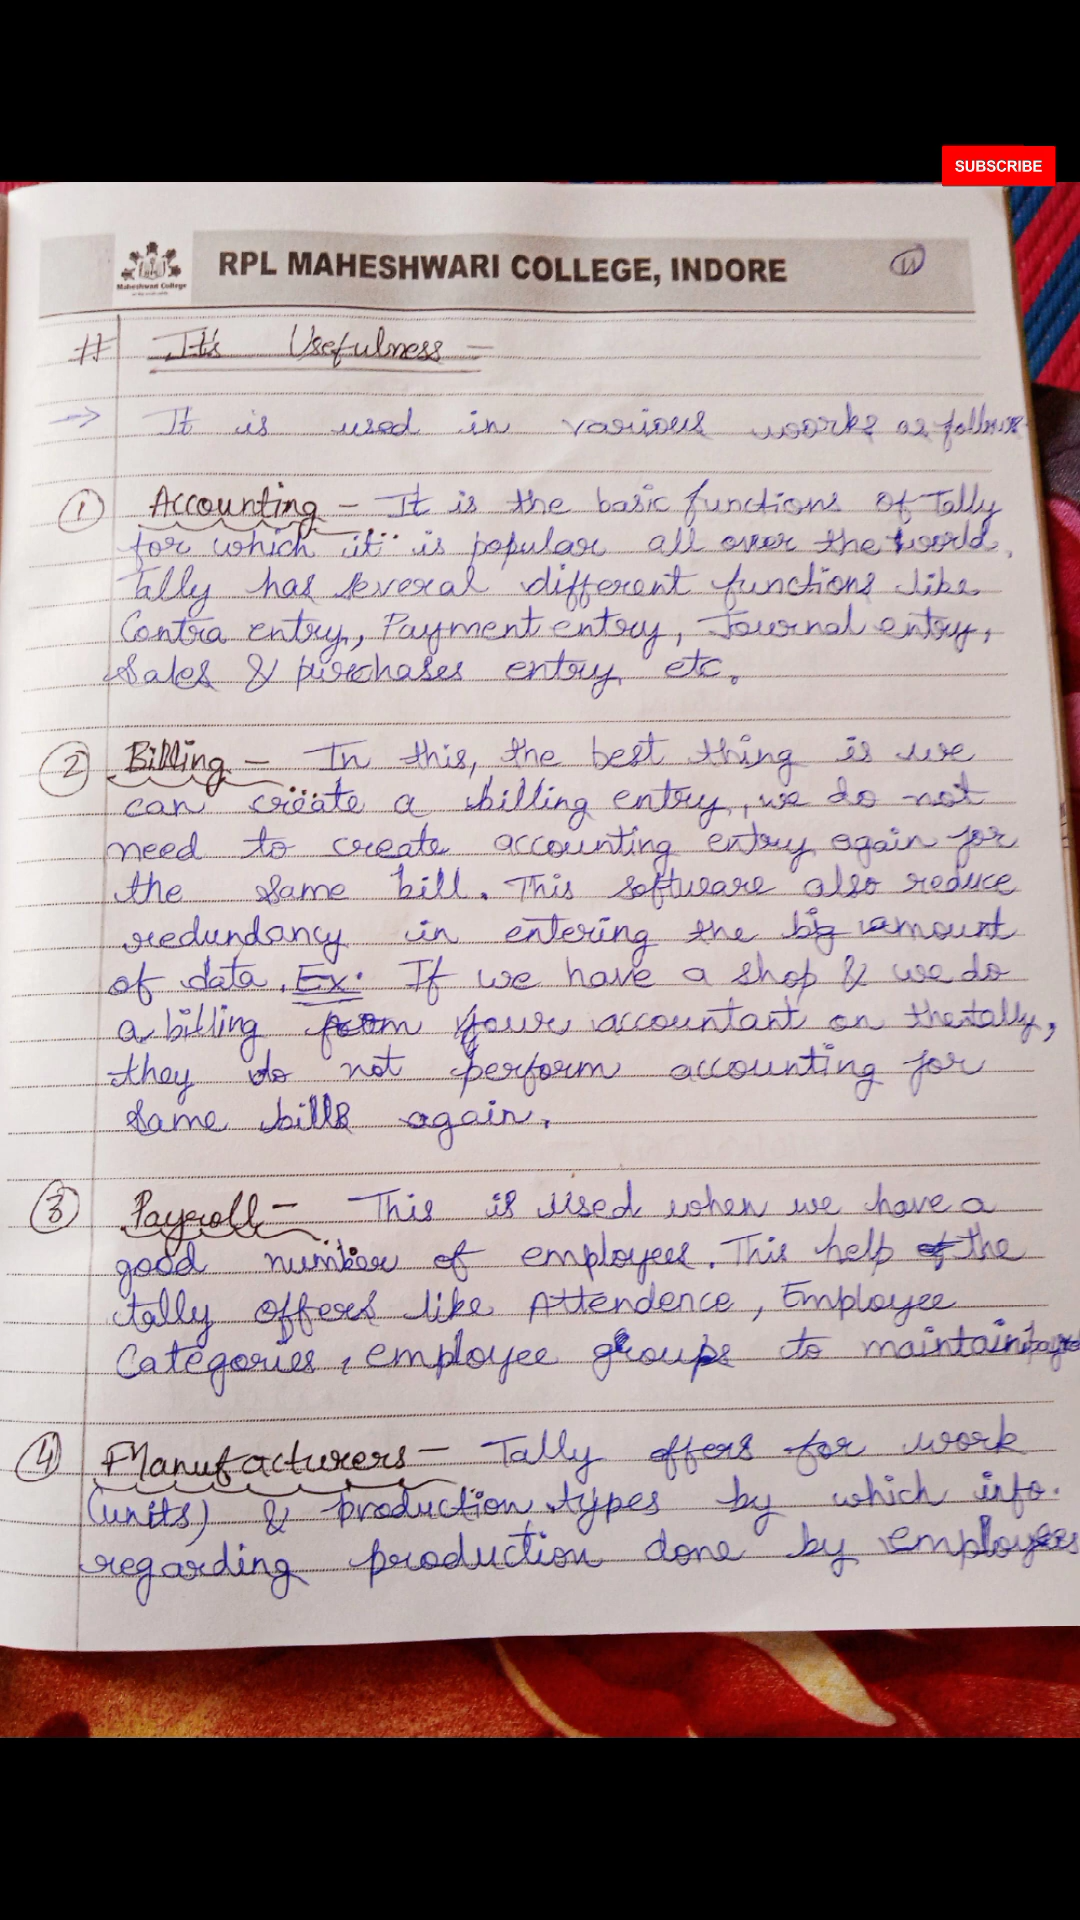 SUBSCRIBE
Maheshwari College
RPL MAHESHWARI COLLEGE, INDORE
# It's Usefulness -
→ It is used in various works as follows
① Accounting - It is the basic functions of Tally
for which it is popular all over the world.
Tally has several different functions like
Contra entry, Payment entry, Journal entry,
Sales & purchases entry etc.
② Billing - In this, the best thing is we
can create a billing entry, we do not
need to create accounting entry again for
the same bill. This software also reduce
redundancy in entering the big amount
of data. Ex: If we have a shop & we do
a billing from your accountant on the tally,
they do not perform accounting for
same bills again.
③ Payroll - This is used when we have a
good number of employees. This help the
tally offers like Attendence, Employee
Categories, employee groups to maintain
④ Manufacturers - Tally offers for work
(units) & production types by which info.
regarding production done by employees